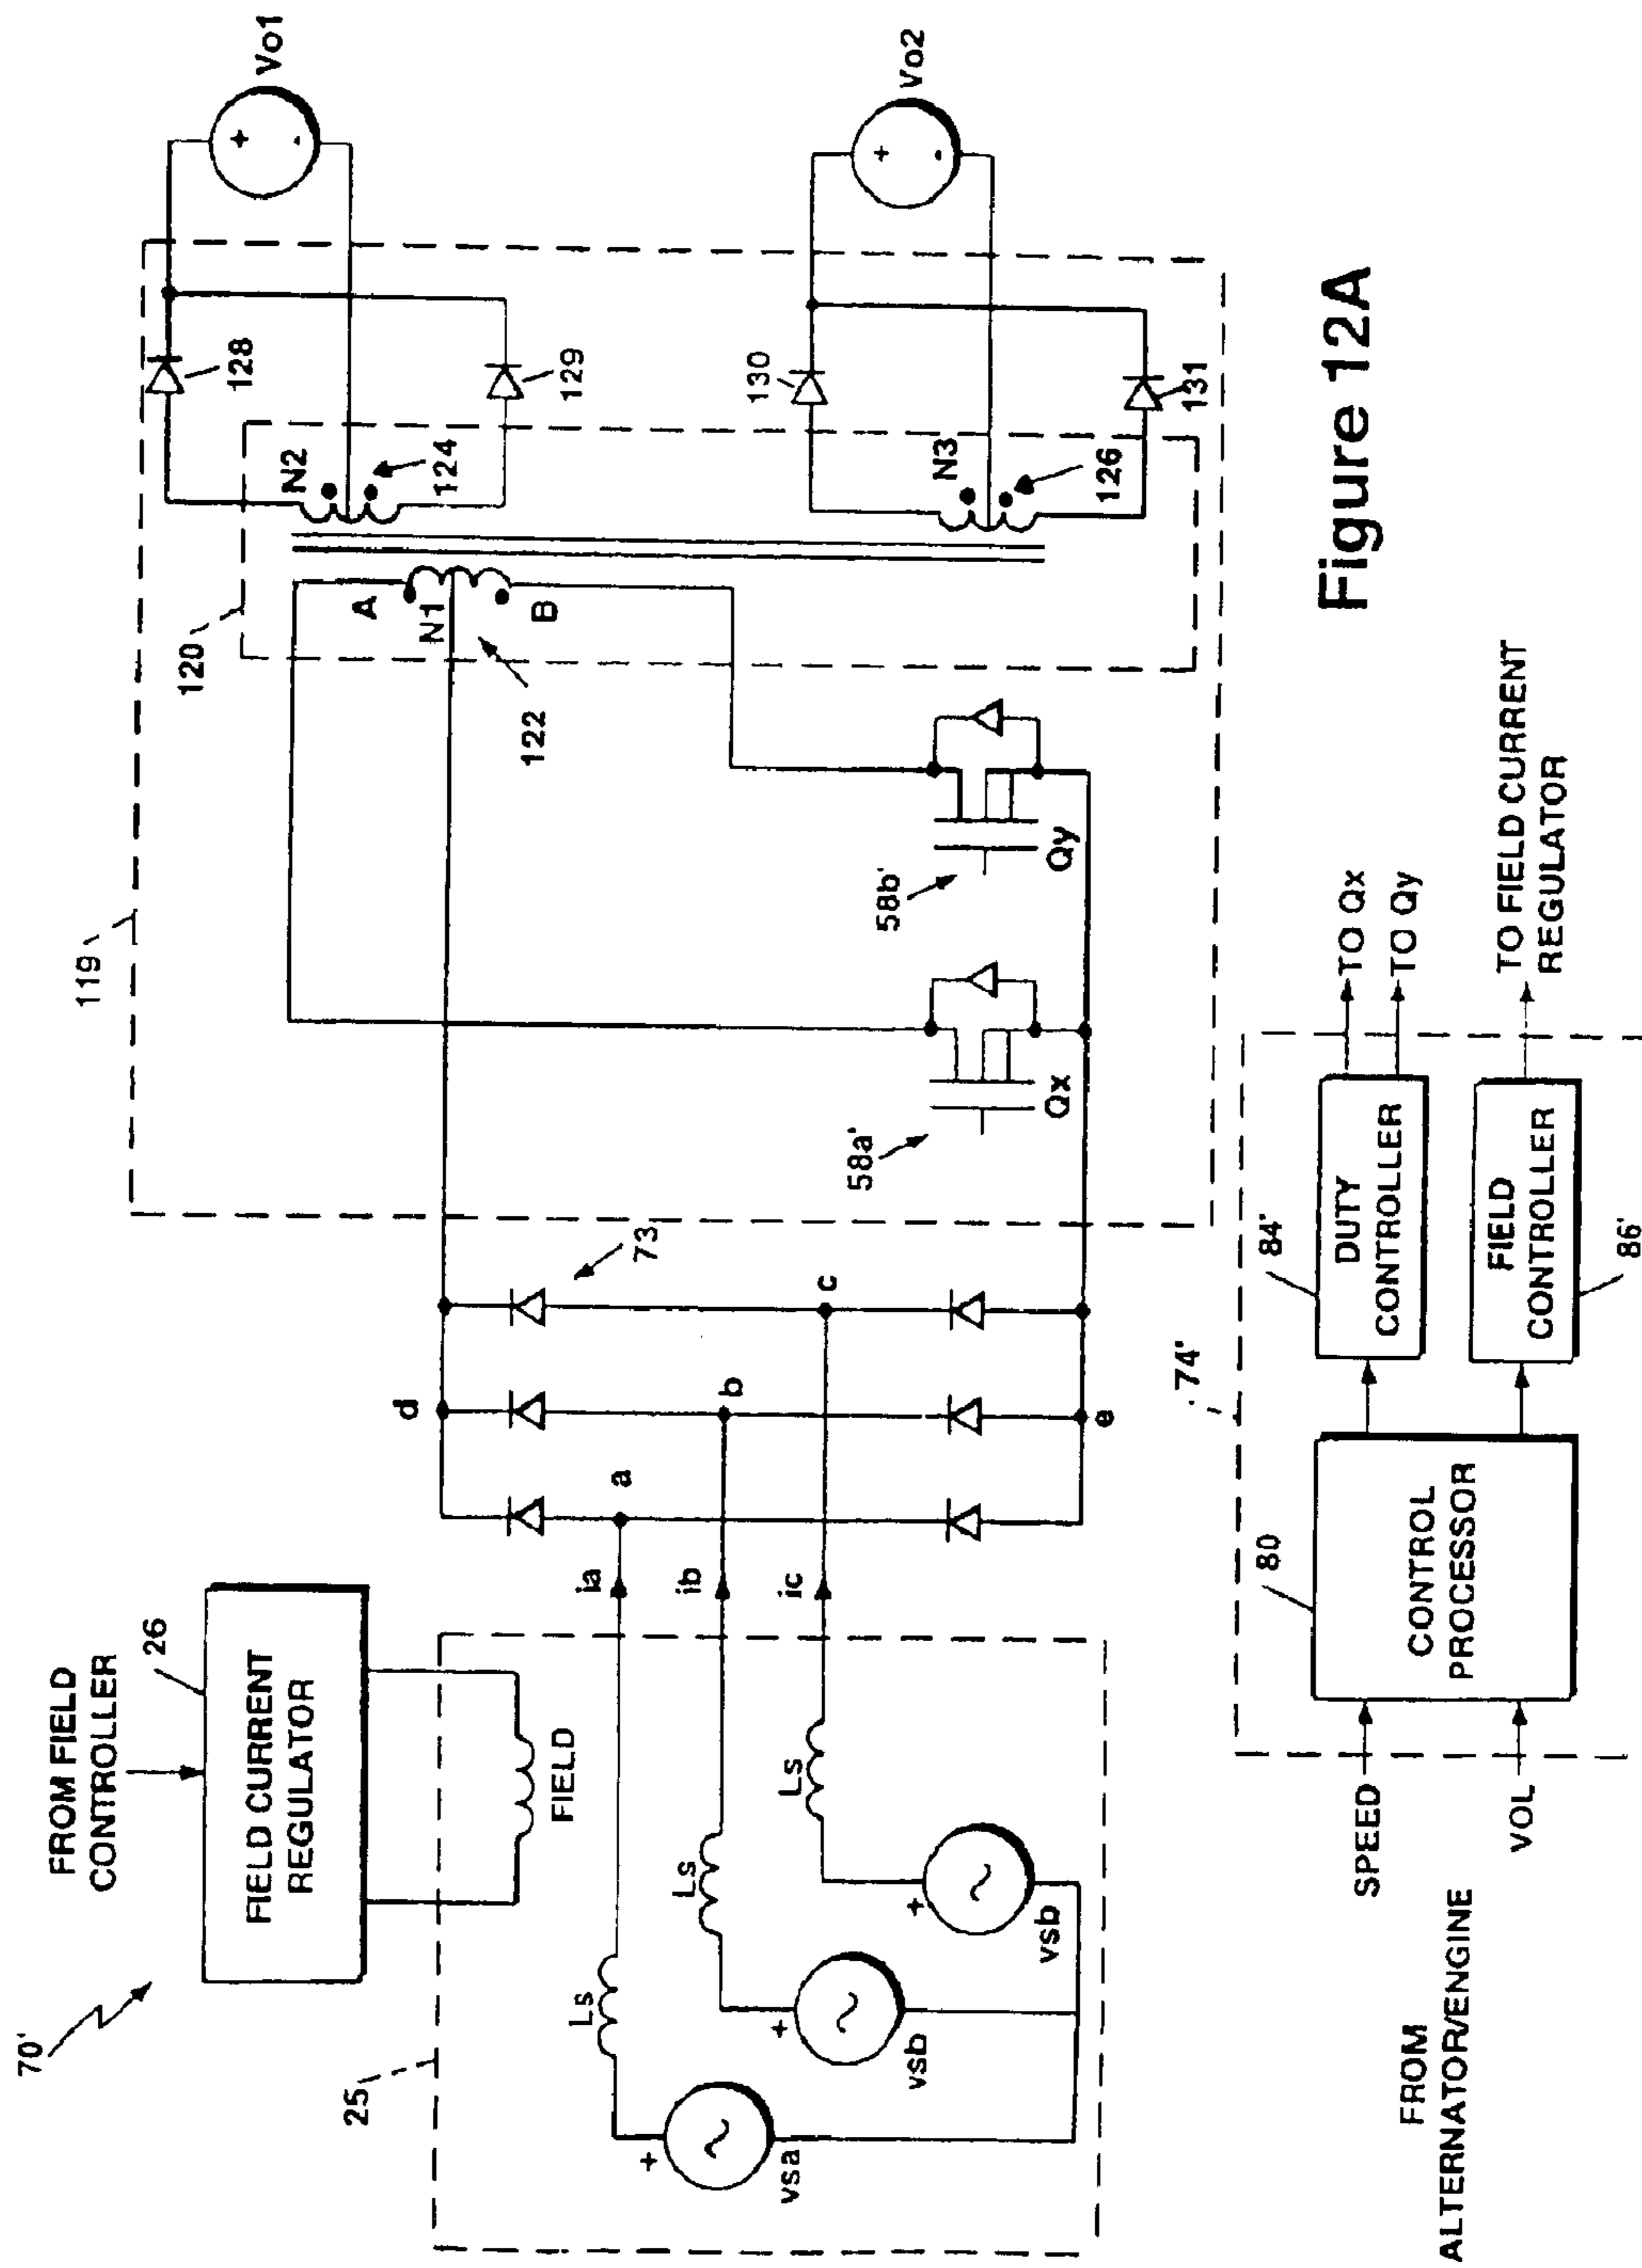 70'
FROM FIELD
CONTROLLER
26
FIELD CURRENT
REGULATOR
FIELD
25
Ls
Ls
Ls
+
+
+
vsa
vsb
vsb
ia
ib
ic
a
b
c
d
e
73
119
120
A
N1
B
122
N2
124
N3
126
128
129
130
131
+
-
Vo1
+
-
Vo2
58a'
Qx
58b'
Qy
FROM
ALTERNATOR/ENGINE
SPEED
VOL
80
CONTROL
PROCESSOR
74'
84'
DUTY
CONTROLLER
FIELD
CONTROLLER
86'
TO Qx
TO Qy
TO FIELD CURRENT
REGULATOR
Figure 12A